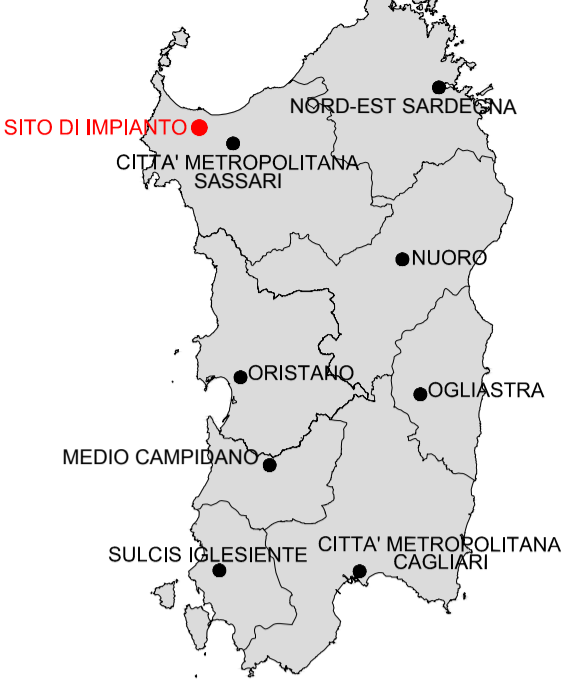 NORD-EST SARDEGNA
SITO DI IMPIANTO
CITTA' METROPOLITANA
SASSARI
NUORO
ORISTANO
OGLIASTRA
MEDIO CAMPIDANO
SULCIS IGLESIENTE
CITTA' METROPOLITANA
CAGLIARI